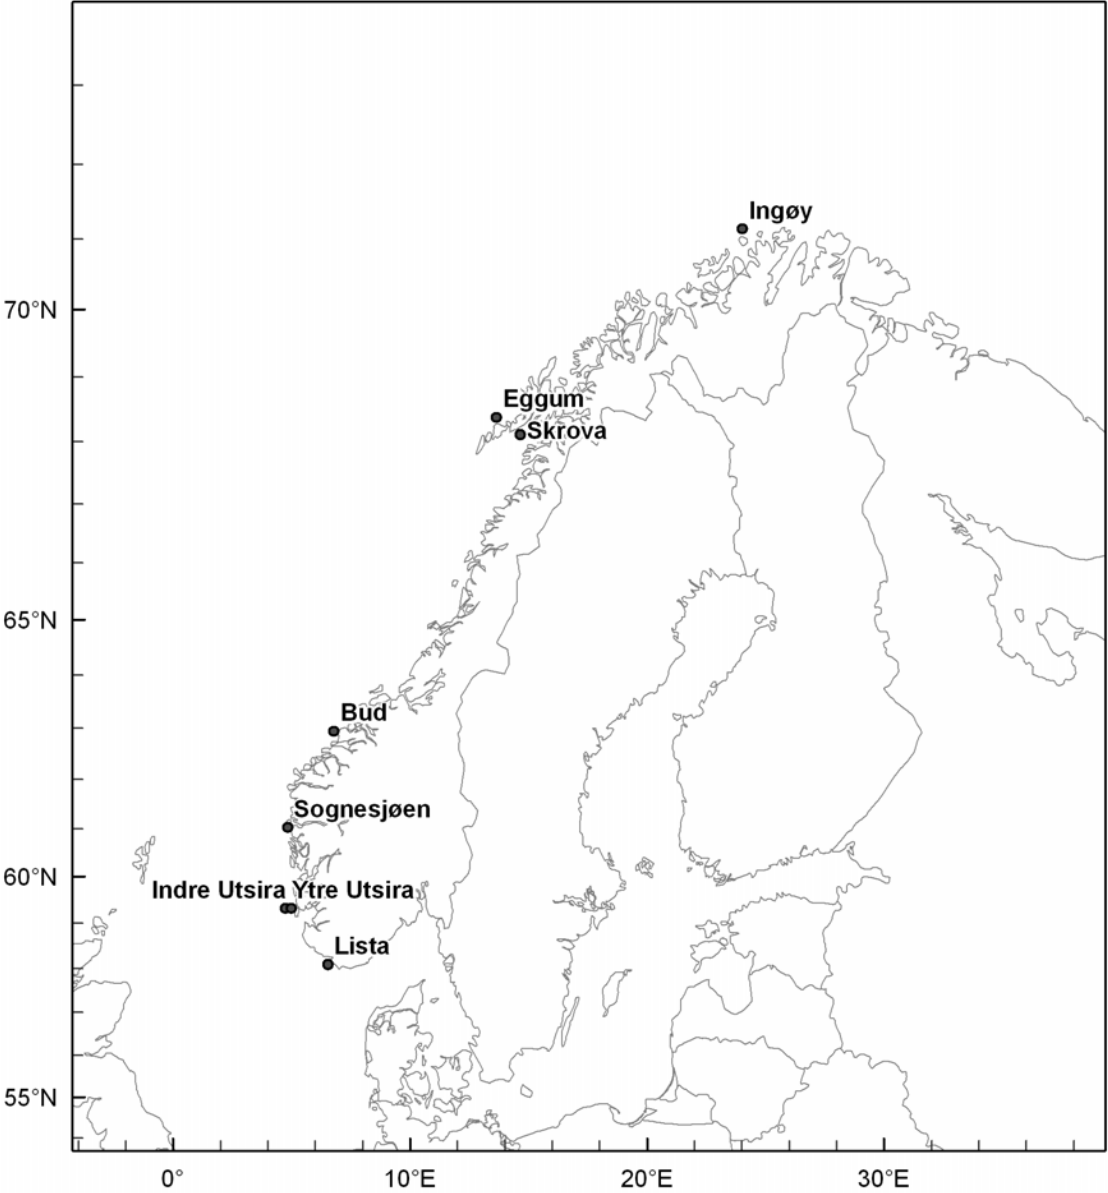 Ingøy
70°N
Eggum
Skrova
65°N
Bud
Sognesjøen
60°N
Indre Utsira Ytre Utsira
Lista
55°N
0° 10°E 20°E 30°E